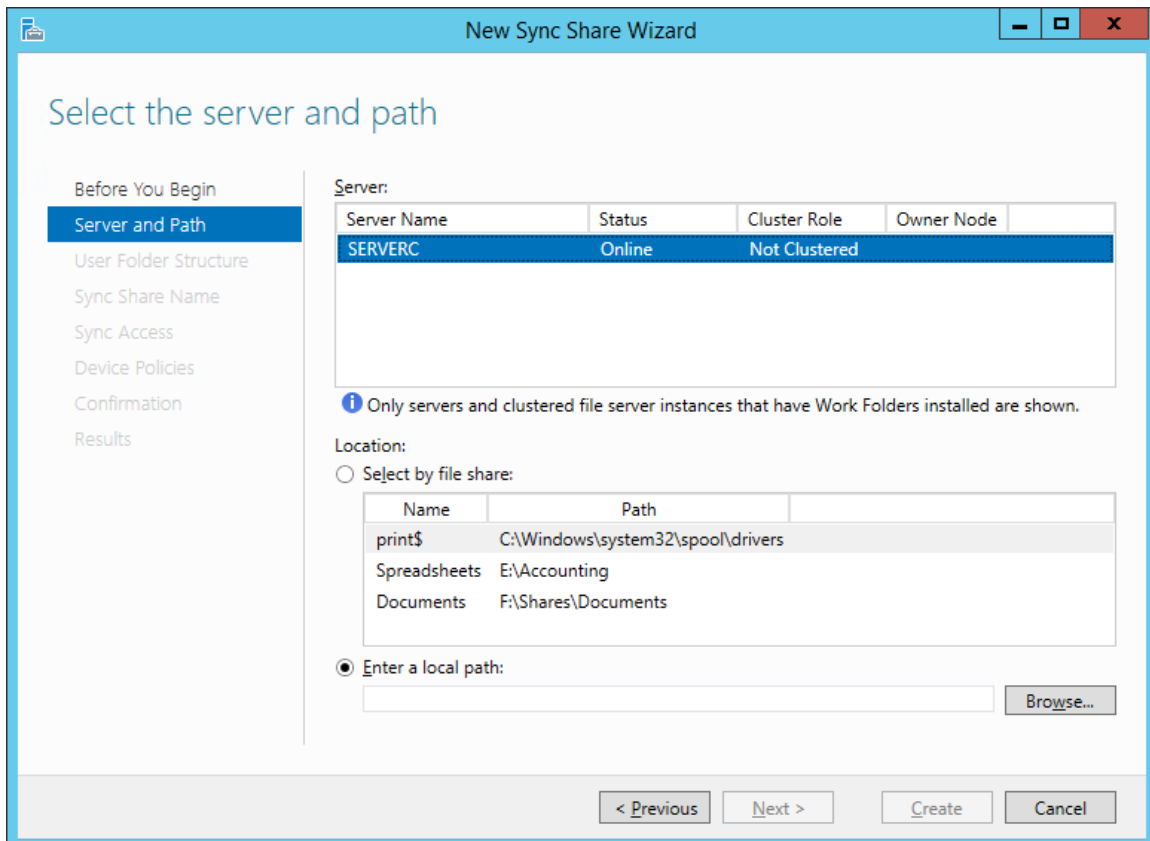 New Sync Share Wizard
Select the server and path
Before You Begin
Server and Path
User Folder Structure
Sync Share Name
Sync Access
Device Policies
Confirmation
Results
Server:
Server Name Status Cluster Role Owner Node
SERVERC Online Not Clustered
Only servers and clustered file server instances that have Work Folders installed are shown.
Location:
Select by file share:
Name Path
print$ C:\Windows\system32\spool\drivers
Spreadsheets E:\Accounting
Documents F:\Shares\Documents
Enter a local path:
Browse...
< Previous Next > Create Cancel